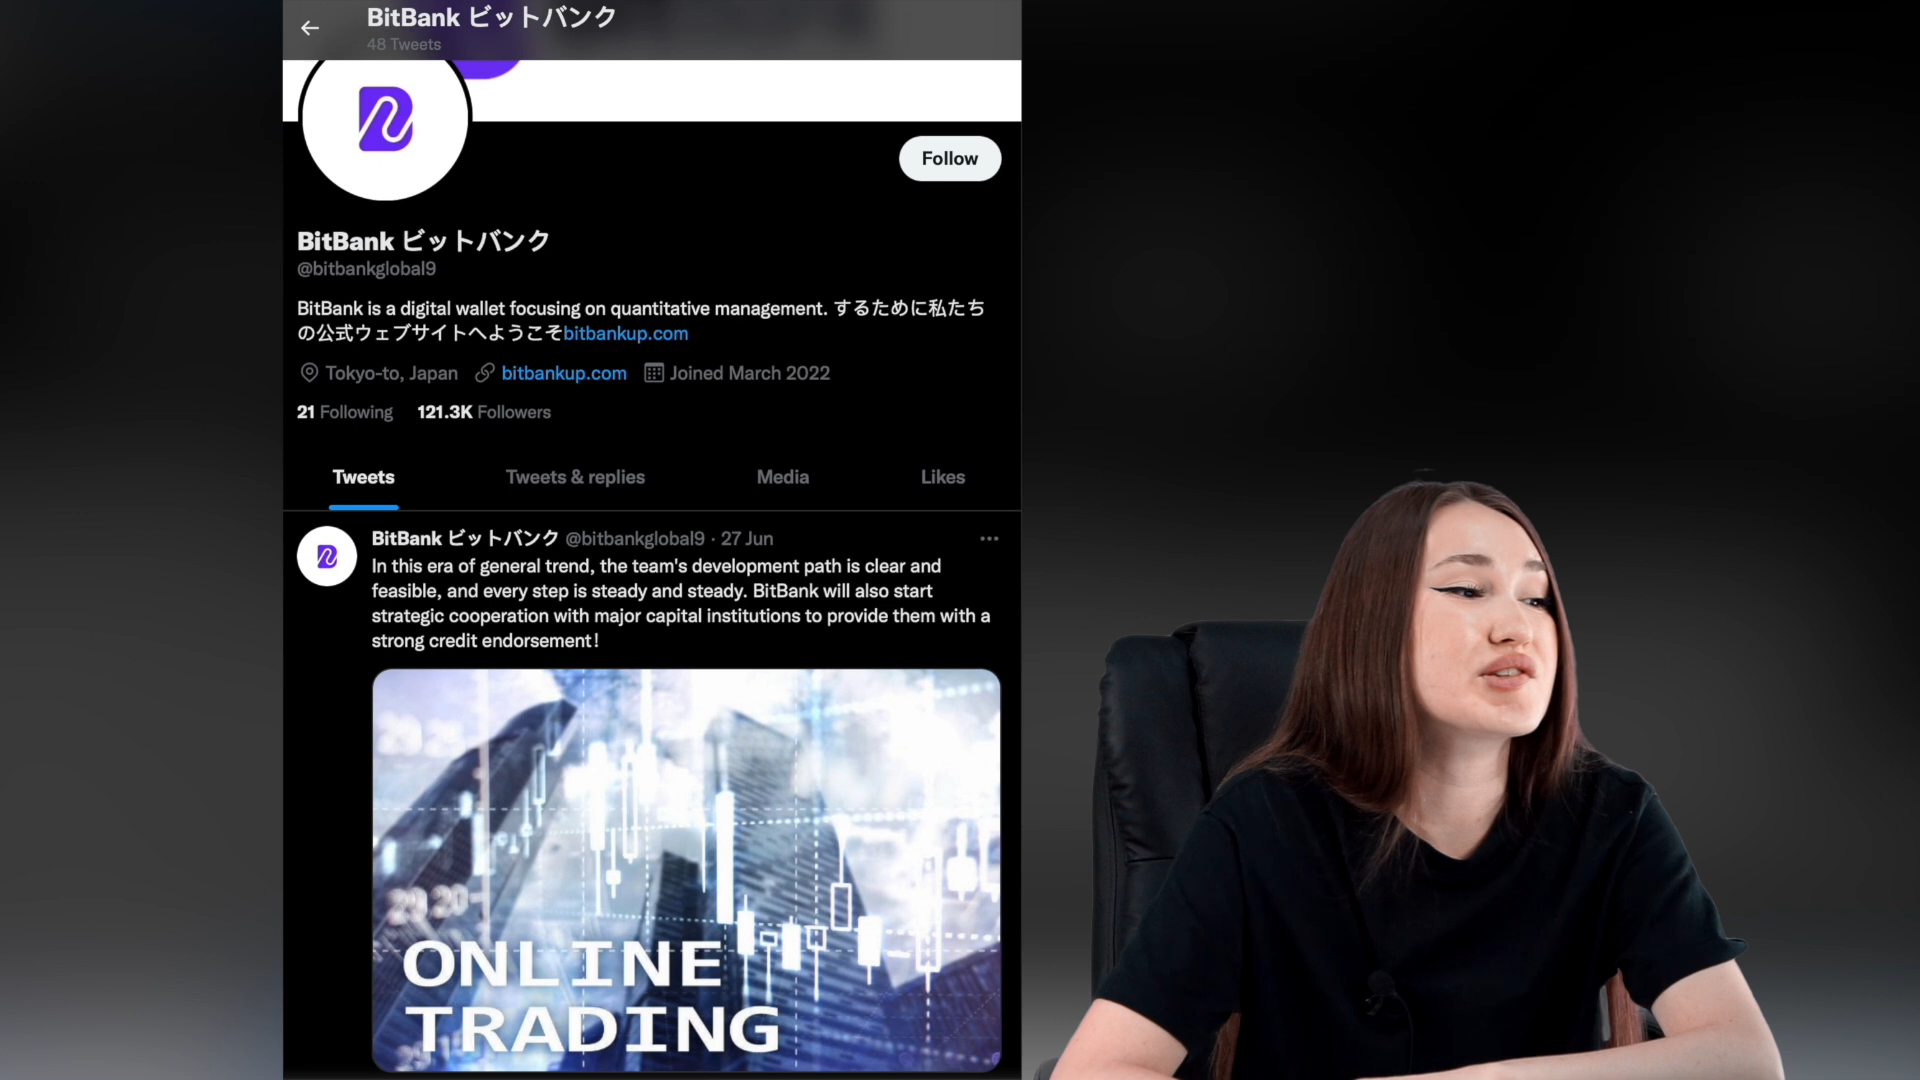 BitBank ビットバンク
48 Tweets
Follow
BitBank ビットバンク
@bitbankglobal9
BitBank is a digital wallet focusing on quantitative management. するために私たち
の公式ウェブサイトへようこそbitbankup.com
Tokyo-to, Japan bitbankup.com Joined March 2022
21 Following 121.3K Followers
Tweets Tweets & replies Media Likes
BitBank ビットバンク @bitbankglobal9 · 27 Jun
In this era of general trend, the team's development path is clear and
feasible, and every step is steady and steady. BitBank will also start
strategic cooperation with major capital institutions to provide them with a
strong credit endorsement!
ONLINE
TRADING